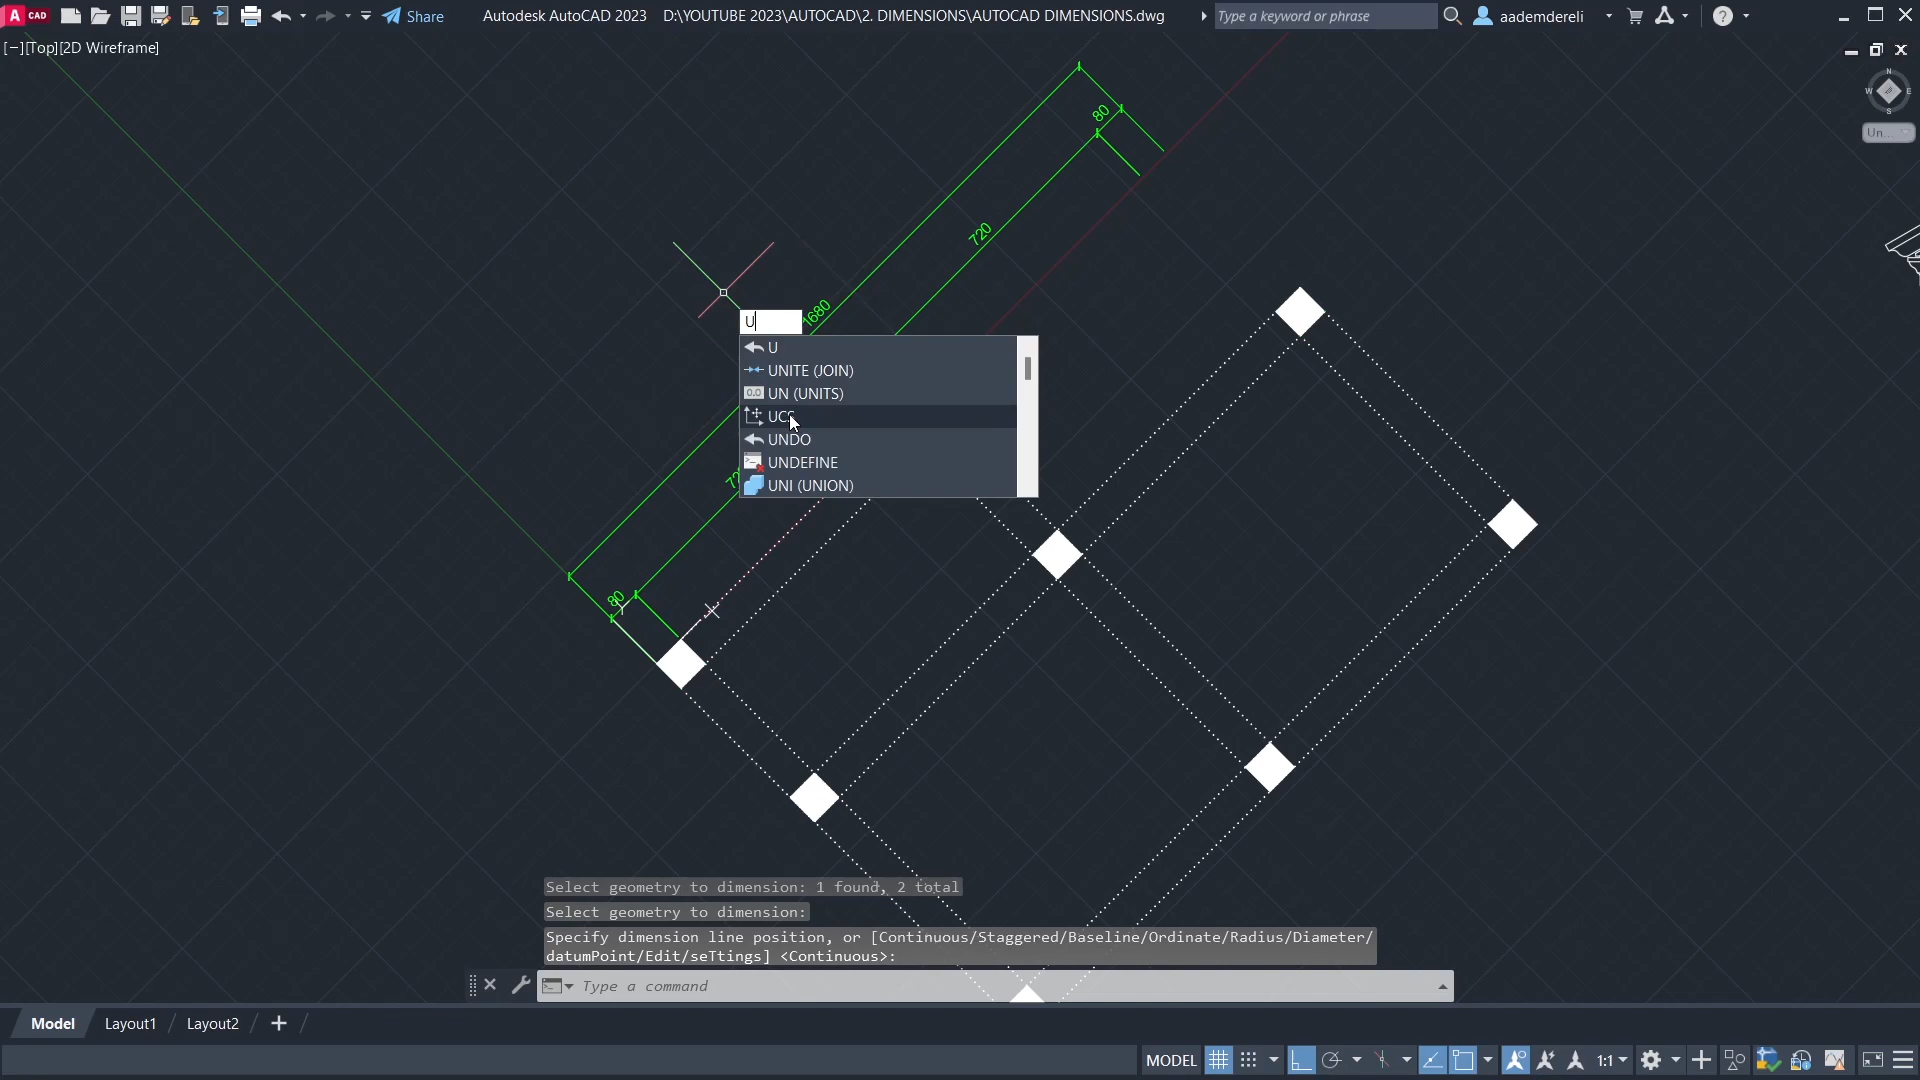 A CAD Share Autodesk AutoCAD 2023 D:\YOUTUBE 2023\AUTOCAD\2. DIMENSIONS\AUTOCAD DIMENSIONS.dwg Type a keyword or phrase aademdereli ?
[−][Top][2D Wireframe]
N
W E
S
Un...
80
720
1680
U
U
UNITE (JOIN)
UN (UNITS)
UCS
UNDO
UNDEFINE
UNI (UNION)
80
Y
X
Select geometry to dimension: 1 found, 2 total
Select geometry to dimension:
Specify dimension line position, or [Continuous/Staggered/Baseline/Ordinate/Radius/Diameter/
datumPoint/Edit/seTtings] <Continuous>:
Type a command
Model Layout1 Layout2 +
MODEL 1:1